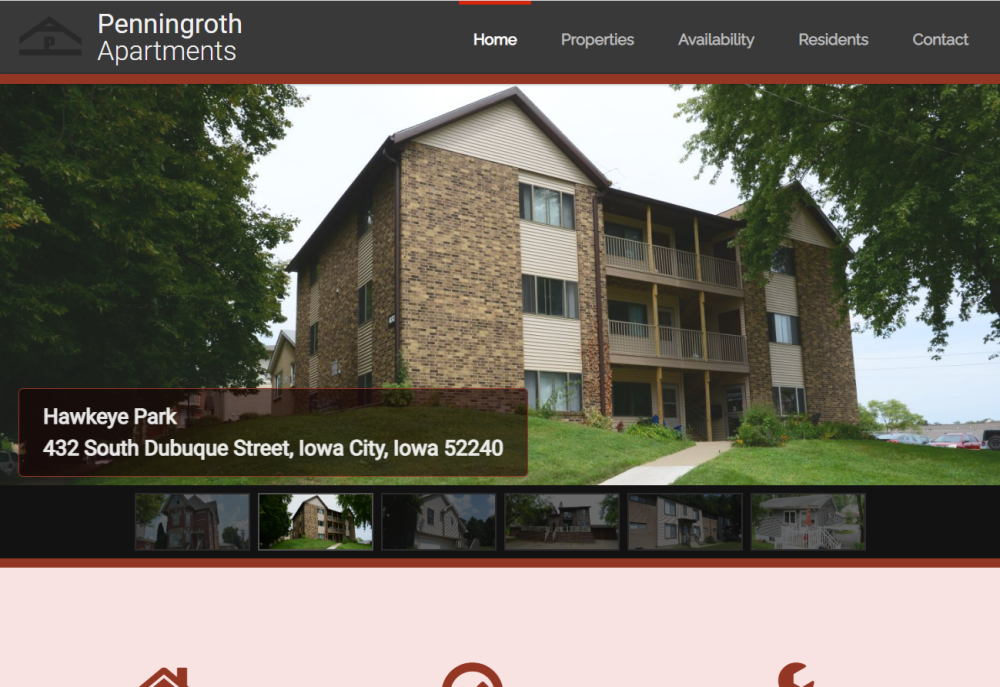 Penningroth
Apartments
P
Home
Properties
Availability
Residents
Contact
Hawkeye Park
432 South Dubuque Street, Iowa City, Iowa 52240